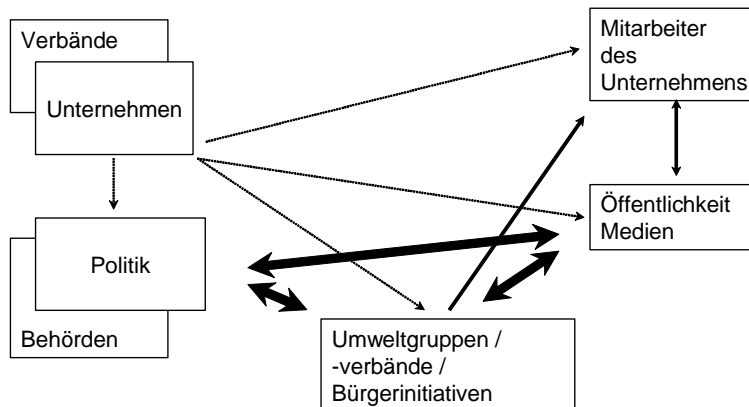 Verbände
Unternehmen
Mitarbeiter
des
Unternehmens
Öffentlichkeit
Medien
Politik
Behörden
Umweltgruppen /
-verbände /
Bürgerinitiativen